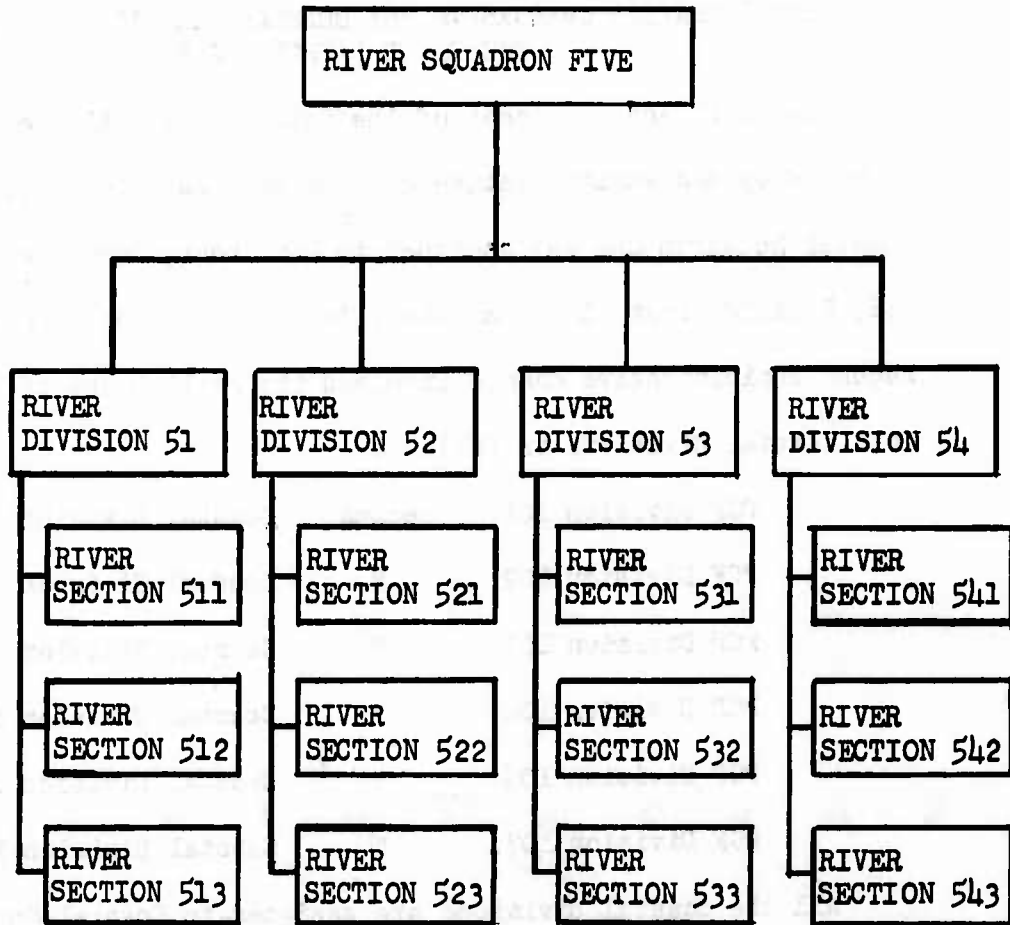 RIVER SQUADRON FIVE
RIVER
DIVISION 51
RIVER
DIVISION 52
RIVER
DIVISION 53
RIVER
DIVISION 54
RIVER
SECTION 511
RIVER
SECTION 521
RIVER
SECTION 531
RIVER
SECTION 541
RIVER
SECTION 512
RIVER
SECTION 522
RIVER
SECTION 532
RIVER
SECTION 542
RIVER
SECTION 513
RIVER
SECTION 523
RIVER
SECTION 533
RIVER
SECTION 543